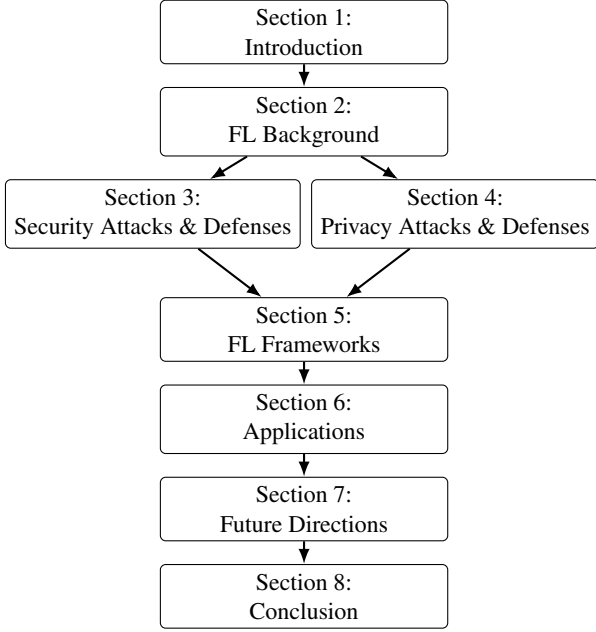 Section 1:
Introduction
Section 2:
FL Background
Section 3:
Security Attacks & Defenses
Section 4:
Privacy Attacks & Defenses
Section 5:
FL Frameworks
Section 6:
Applications
Section 7:
Future Directions
Section 8:
Conclusion